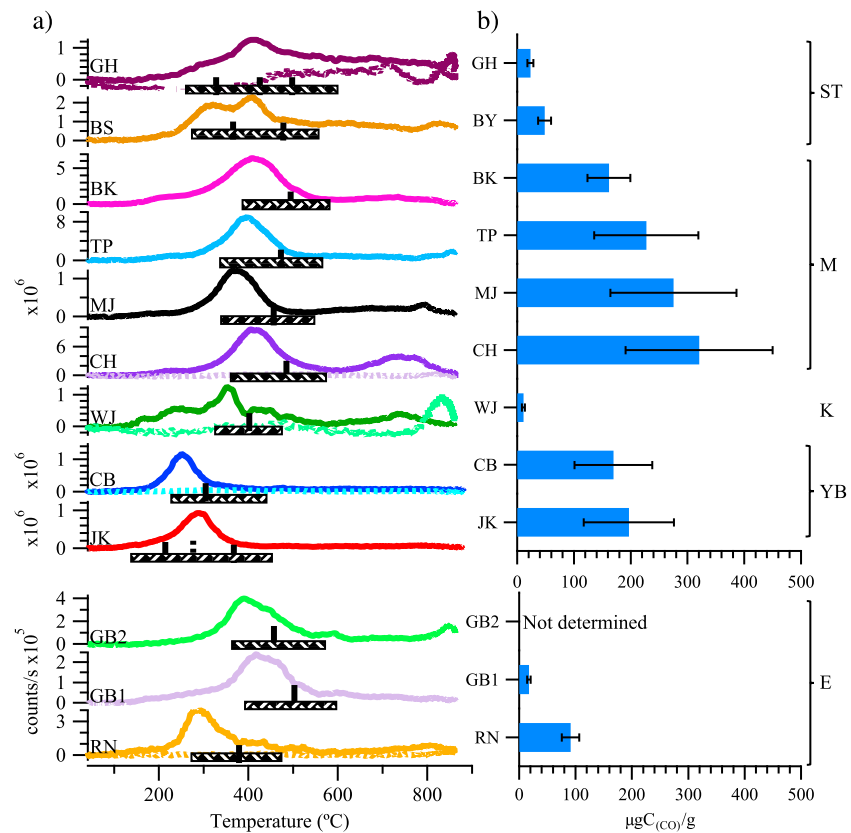 a)
b)
GH
1
0
BS
2
1
0
BK
5
0
TP
8
0
MJ
1
0
CH
6
0
WJ
1
0
CB
1
0
JK
1
0
x10⁶
x10⁶
x10⁶
GB2
4
2
0
GB1
2
1
0
RN
3
0
counts/s x10⁵
200
400
600
800
Temperature (ºC)
GH
BY
BK
TP
MJ
CH
WJ
CB
JK
ST
M
K
YB
0
100
200
300
400
500
GB2
Not determined
GB1
RN
E
0
100
200
300
400
500
µgC(CO)/g